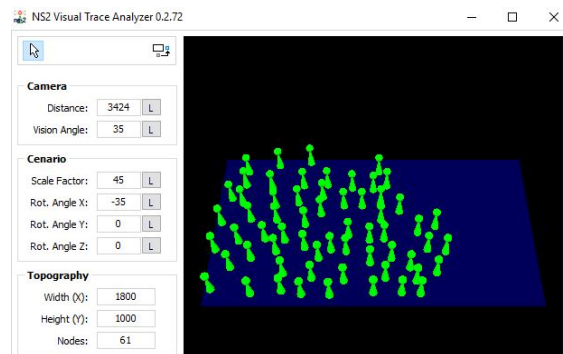 NS2 Visual Trace Analyzer 0.2.72
Camera
Distance: 3424 L
Vision Angle: 35 L
Cenario
Scale Factor: 45 L
Rot. Angle X: -35 L
Rot. Angle Y: 0 L
Rot. Angle Z: 0 L
Topography
Width (X): 1800
Height (Y): 1000
Nodes: 61